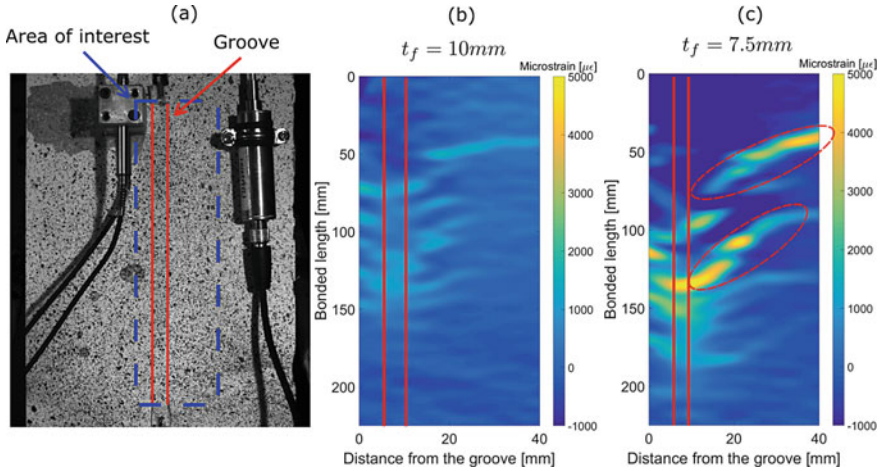 (a)
Area of interest
Groove
(b)
t_f = 10mm
Microstrain [με]
0
50
100
150
200
Bonded length [mm]
0
20
40
Distance from the groove [mm]
5000
4000
3000
2000
1000
0
-1000
(c)
t_f = 7.5mm
Microstrain [με]
0
50
100
150
200
Bonded length [mm]
0
20
40
Distance from the groove [mm]
5000
4000
3000
2000
1000
0
-1000